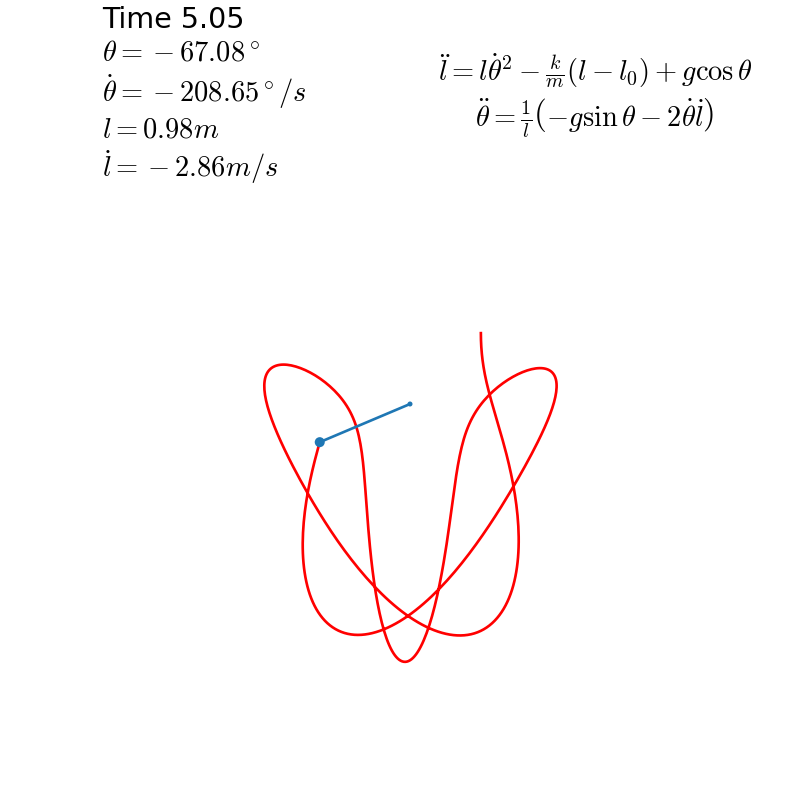 Time 5.05
θ = −67.08°
θ̇ = −208.65°/s
l = 0.98m
l̇ = −2.86m/s
l̈ = lθ̇² − k/m(l − l₀) + g cos θ
θ̈ = 1/l(−g sin θ − 2θ̇l̇)